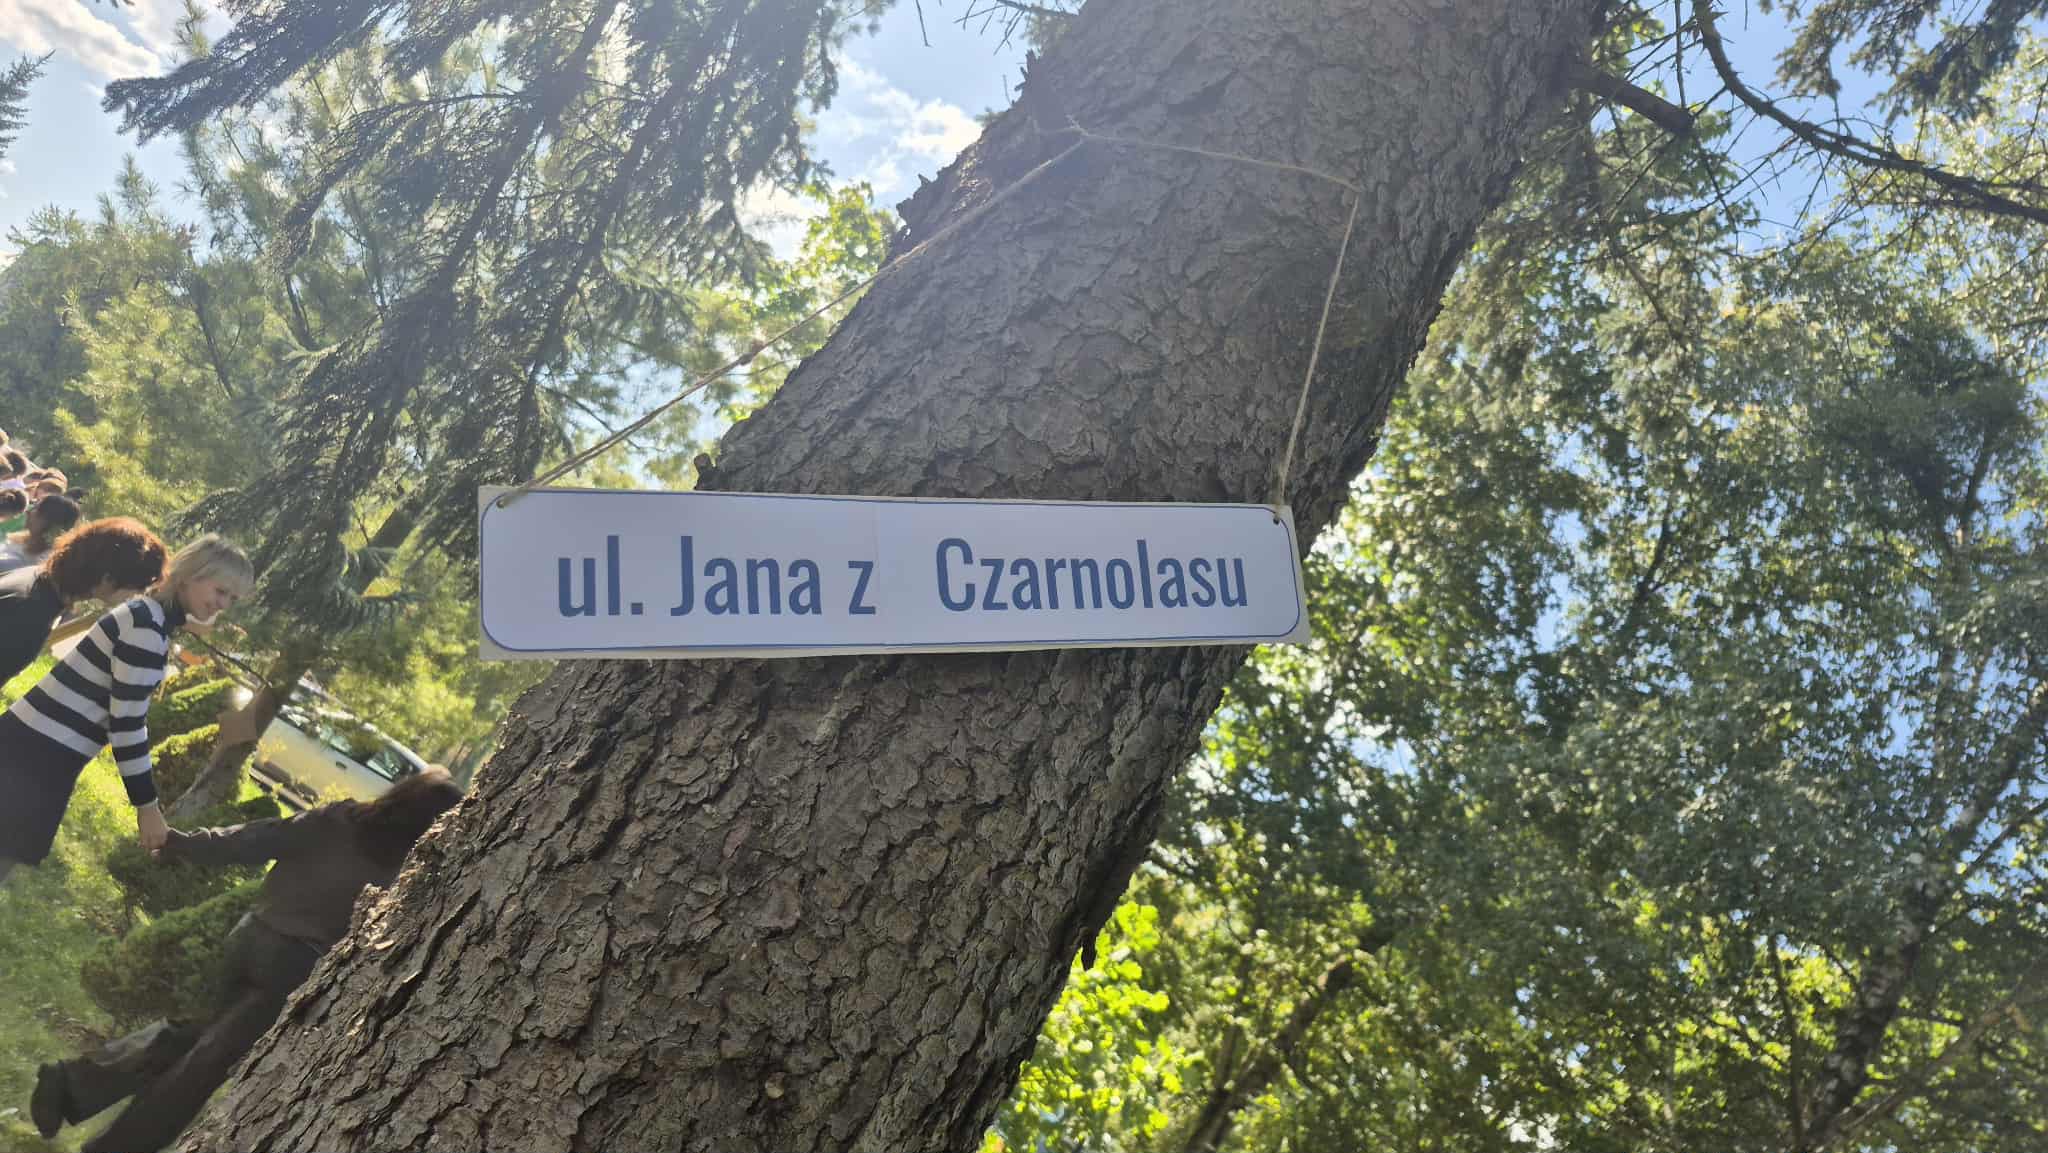 ul. Jana z Czarnolasu